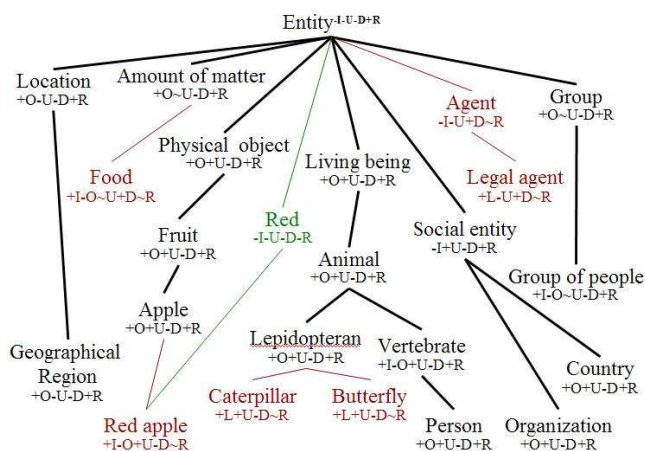 Entity-I-U-D+R
Location
+O-U-D+R
Amount of matter
+O~U-D+R
Agent
-I-U+D~R
Group
+O~U-D+R
Physical object
+O+U-D+R
Living being
+O+U-D+R
Food
+I-O~U+D~R
Legal agent
+L-U+D~R
Red
-I-U-D-R
Social entity
-I+U-D+R
Fruit
+O+U-D+R
Animal
+O+U-D+R
Group of people
+I-O~U-D+R
Apple
+O+U-D+R
Lepidopteran
+O+U-D+R
Vertebrate
+I-O+U-D+R
Geographical
Region
+O-U-D+R
Country
+O+U-D+R
Caterpillar
+L+U-D~R
Butterfly
+L+U-D~R
Red apple
+I-O+U-D~R
Person
+O+U-D+R
Organization
+O+U-D+R